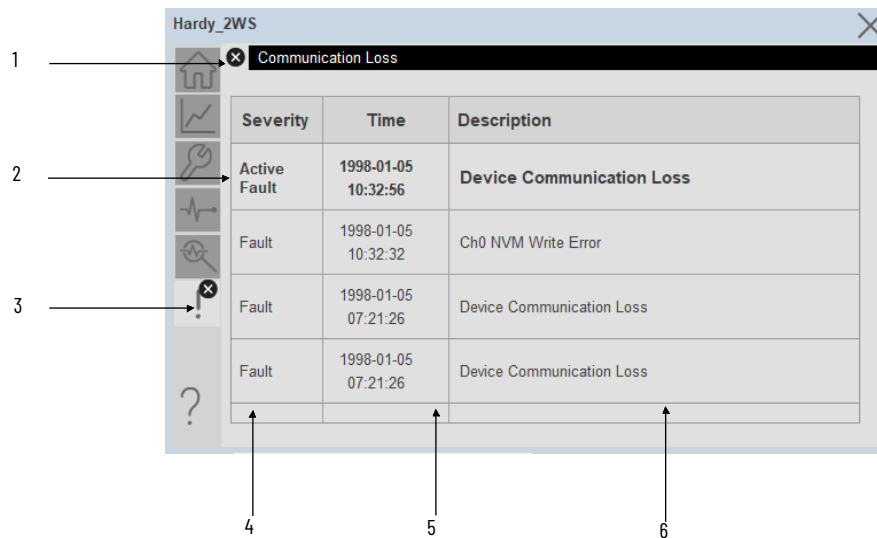 Hardy_2WS
1
Communication Loss
Severity Time Description
2
Active
Fault
1998-01-05
10:32:56
Device Communication Loss
Fault
1998-01-05
10:32:32
Ch0 NVM Write Error
3
!
Fault
1998-01-05
07:21:26
Device Communication Loss
Fault
1998-01-05
07:21:26
Device Communication Loss
?
4 5 6